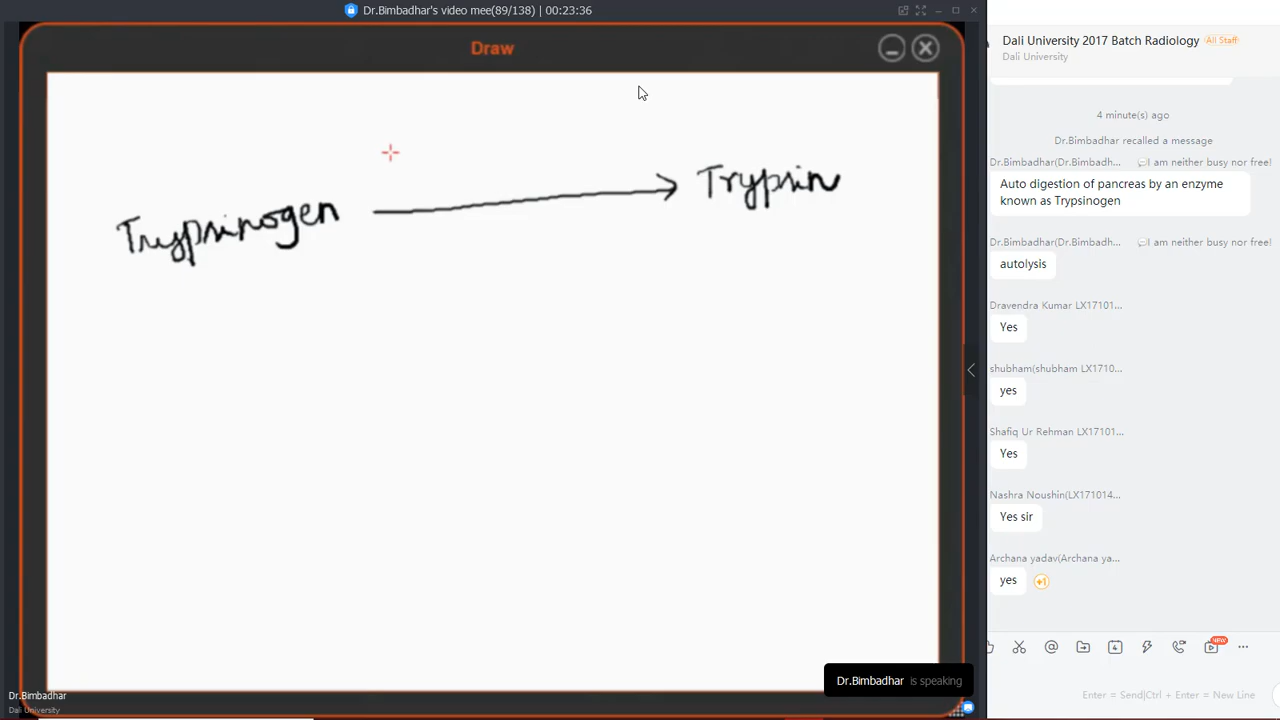 Dr.Bimbadhar's video mee(89/138) | 00:23:36
Draw
Trypsinogen → Trypsin
Dr.Bimbadhar is speaking
Dr.Bimbadhar
Dali University
Dali University 2017 Batch Radiology All Staff
Dali University
4 minute(s) ago
Dr.Bimbadhar recalled a message
Dr.Bimbadhar(Dr.Bimbadh... I am neither busy nor free!
Auto digestion of pancreas by an enzyme
known as Trypsinogen
Dr.Bimbadhar(Dr.Bimbadh... I am neither busy nor free!
autolysis
Dravendra Kumar LX17101...
Yes
shubham(shubham LX1710...
yes
Shafiq Ur Rehman LX17101...
Yes
Nashra Noushin(LX171014...
Yes sir
Archana yadav(Archana ya...
yes +1
4
NEW
Enter = Send|Ctrl + Enter = New Line